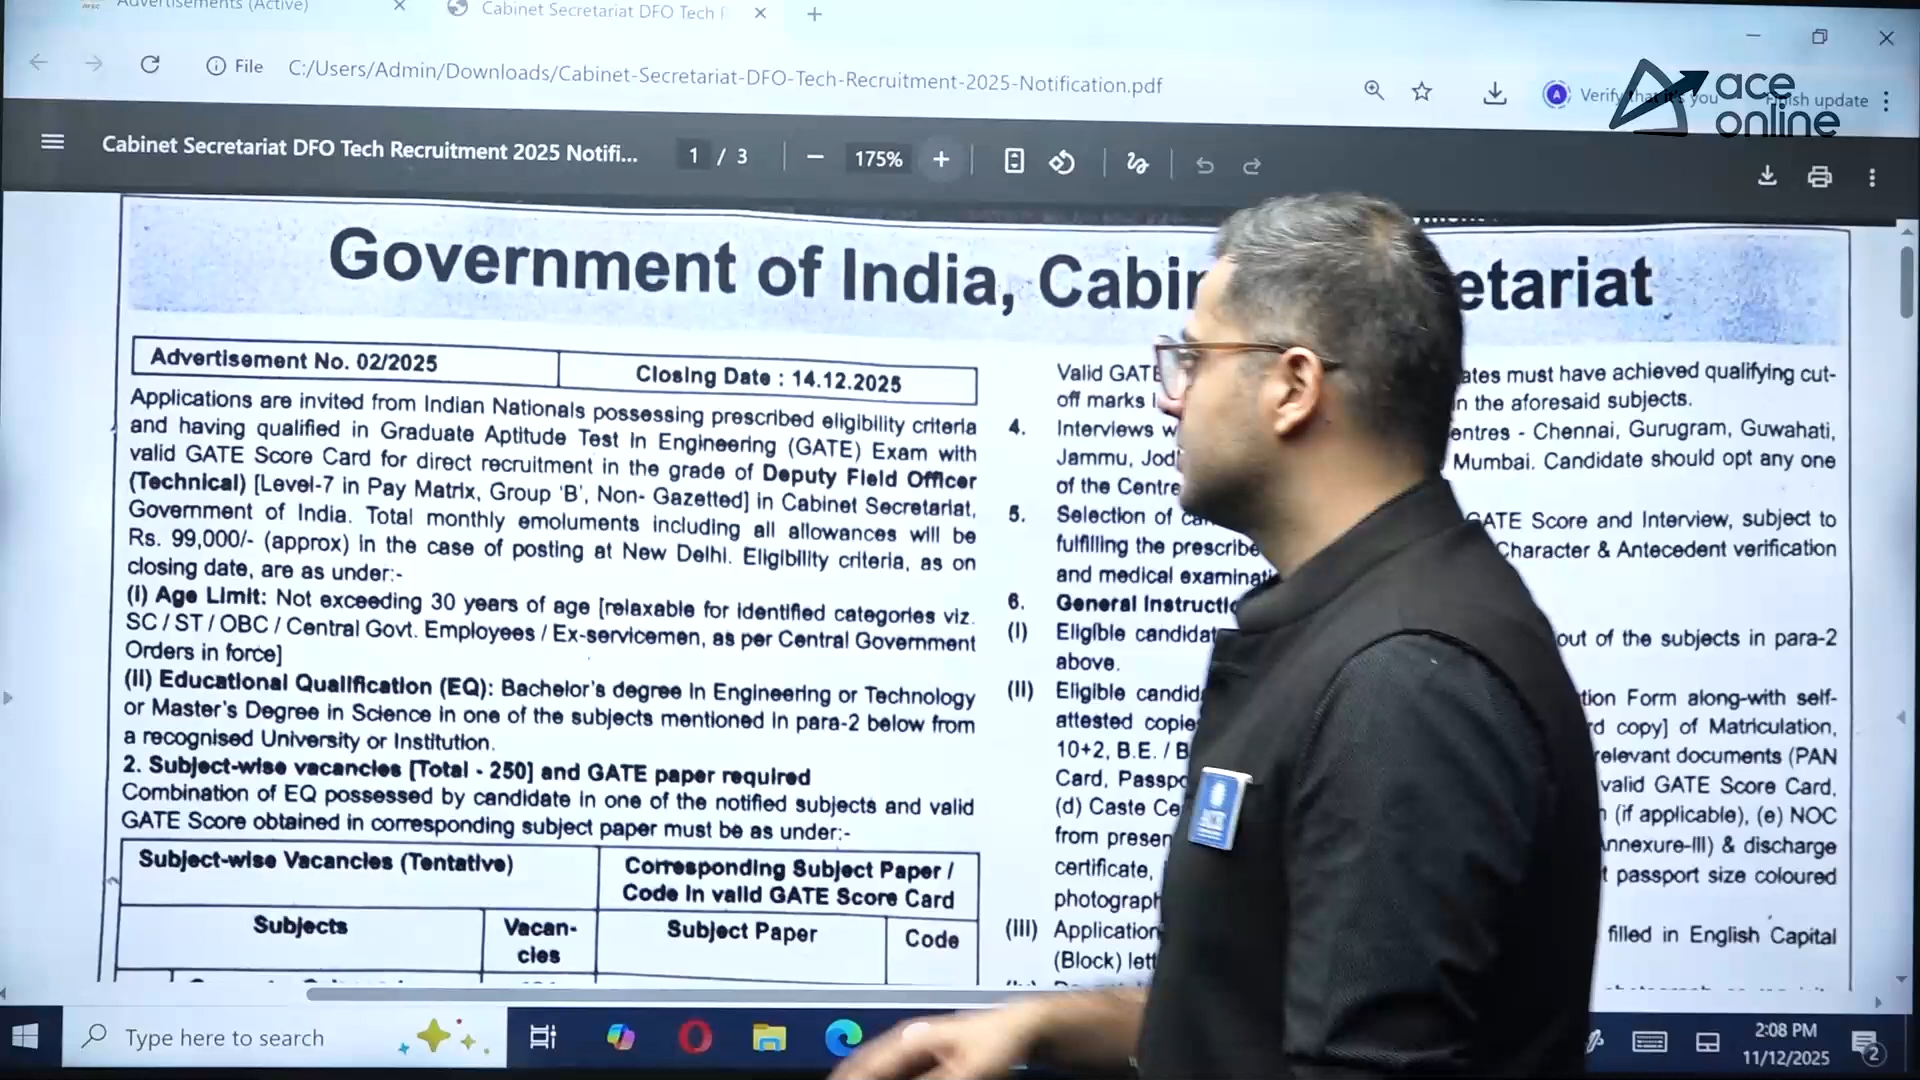 Advertisements (Active)
Cabinet Secretariat DFO Tech
File
C:/Users/Admin/Downloads/Cabinet-Secretariat-DFO-Tech-Recruitment-2025-Notification.pdf
Verify that it's you
Finish update
ace
online
Cabinet Secretariat DFO Tech Recruitment 2025 Notifi...
1 / 3
175%
Government of India, Cabi etariat
Advertisement No. 02/2025
Closing Date : 14.12.2025
Applications are invited from Indian Nationals possessing prescribed eligibility criteria
and having qualified in Graduate Aptitude Test in Engineering (GATE) Exam with
valid GATE Score Card for direct recruitment in the grade of Deputy Field Officer
(Technical) [Level-7 in Pay Matrix, Group 'B', Non- Gazetted] in Cabinet Secretariat,
Government of India. Total monthly emoluments including all allowances will be
Rs. 99,000/- (approx) in the case of posting at New Delhi. Eligibility criteria, as on
closing date, are as under:-
(I) Age Limit: Not exceeding 30 years of age [relaxable for identified categories viz.
SC / ST / OBC / Central Govt. Employees / Ex-servicemen, as per Central Government
Orders in force]
(II) Educational Qualification (EQ): Bachelor's degree in Engineering or Technology
or Master's Degree in Science in one of the subjects mentioned in para-2 below from
a recognised University or Institution.
2. Subject-wise vacancies [Total - 250] and GATE paper required
Combination of EQ possessed by candidate in one of the notified subjects and valid
GATE Score obtained in corresponding subject paper must be as under:-
Subject-wise Vacancies (Tentative)
Corresponding Subject Paper /
Code in valid GATE Score Card
Subjects
Vacan-
cies
Subject Paper
Code
Valid GATE ates must have achieved qualifying cut-
off marks n the aforesaid subjects.
4. Interviews w entres - Chennai, Gurugram, Guwahati,
Jammu, Jod Mumbai. Candidate should opt any one
of the Centre
5. Selection of GATE Score and Interview, subject to
fulfilling the prescribe Character & Antecedent verification
and medical examinat
6. General Instructi
(I) Eligible candidat out of the subjects in para-2
above.
(II) Eligible candid tion Form along-with self-
attested copie d copy] of Matriculation,
10+2, B.E. / B relevant documents (PAN
Card, Passpo valid GATE Score Card,
(d) Caste Ce (if applicable), (e) NOC
from presen nnexure-III) & discharge
certificate, t passport size coloured
photograph
(III) Application filled in English Capital
(Block) lett
Type here to search
2:08 PM
11/12/2025
2